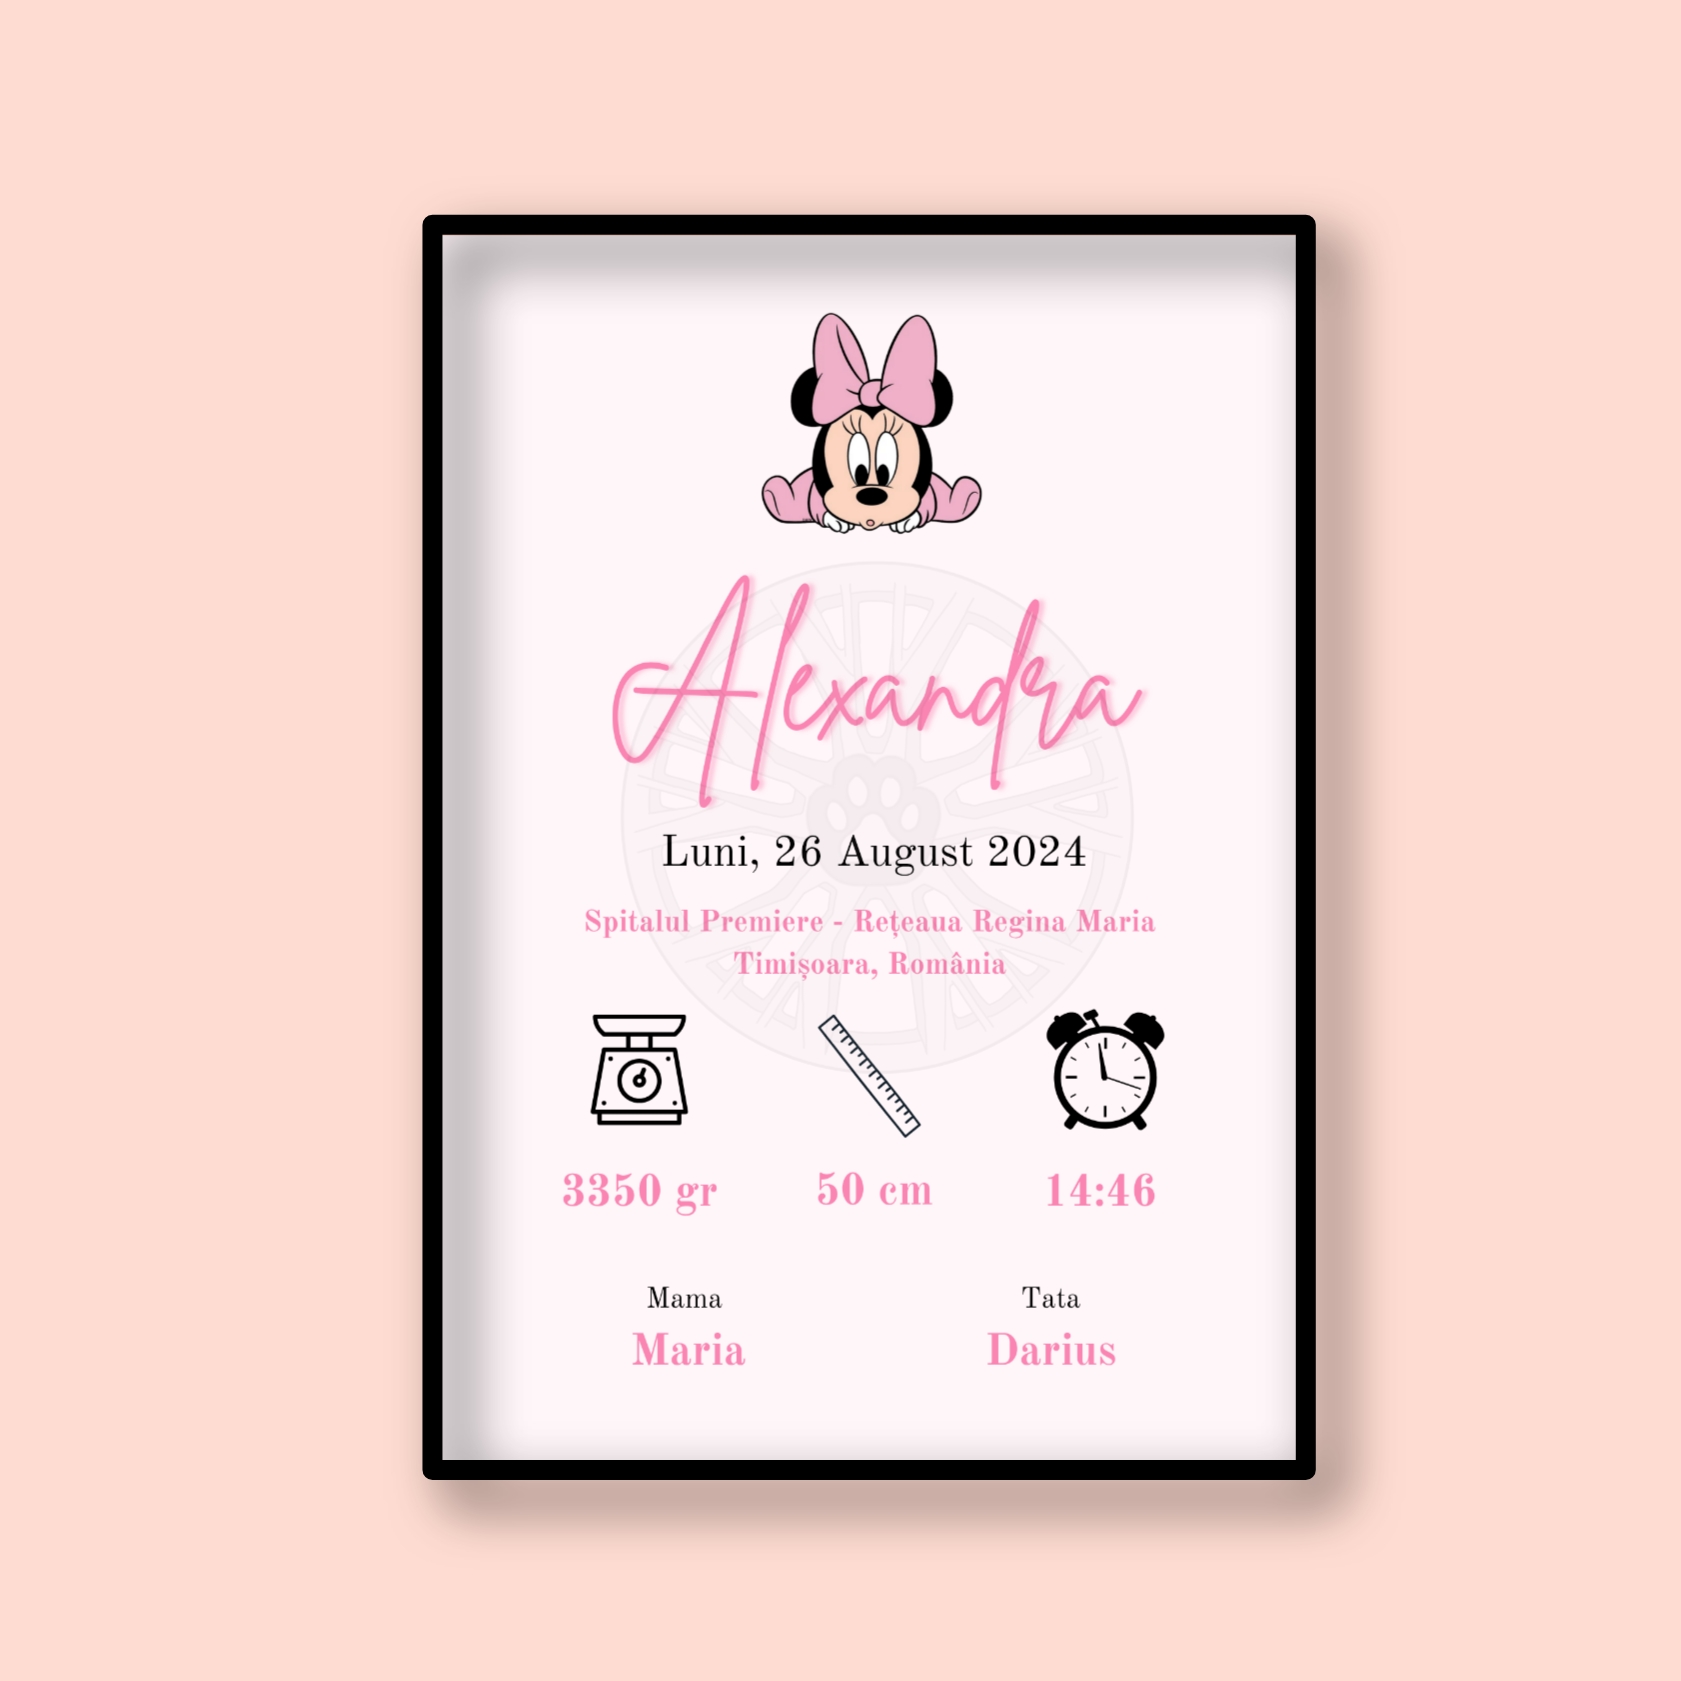 Alexandra
Luni, 26 August 2024
Spitalul Premiere - Rețeaua Regina Maria
Timișoara, România
3350 gr
50 cm
14:46
Mama
Tata
Maria
Darius